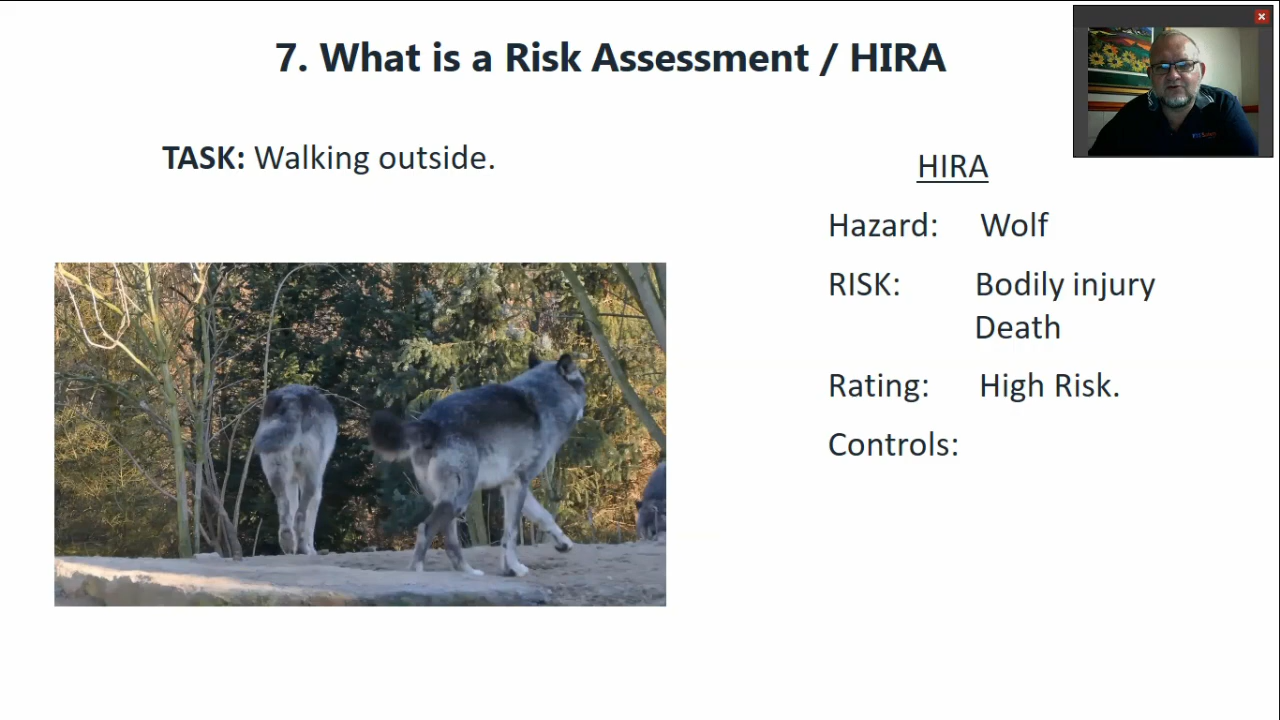 7. What is a Risk Assessment / HIRA
TASK: Walking outside.
HIRA
Hazard: Wolf
RISK: Bodily injury
Death
Rating: High Risk.
Controls: